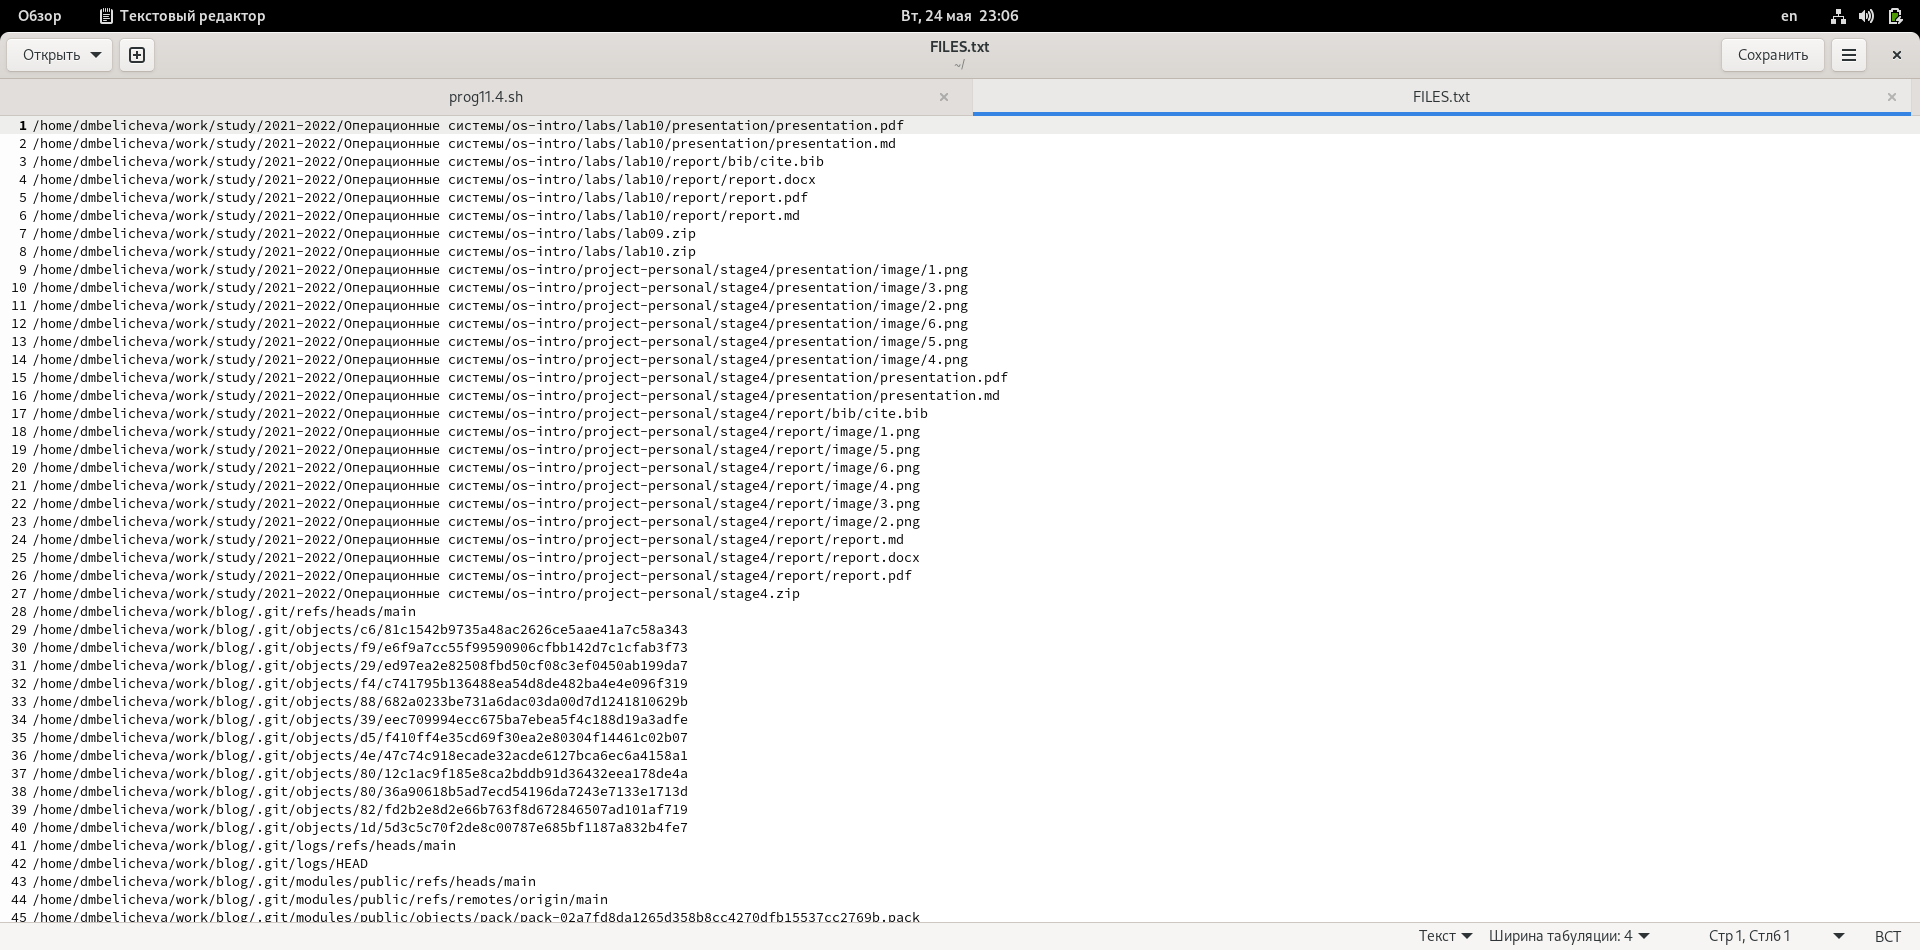 Обзор Текстовый редактор Вт, 24 мая 23:06 en
Открыть FILES.txt Сохранить
~/
prog11.4.sh FILES.txt
1 /home/dmbelicheva/work/study/2021-2022/Операционные системы/os-intro/labs/lab10/presentation/presentation.pdf
2 /home/dmbelicheva/work/study/2021-2022/Операционные системы/os-intro/labs/lab10/presentation/presentation.md
3 /home/dmbelicheva/work/study/2021-2022/Операционные системы/os-intro/labs/lab10/report/bib/cite.bib
4 /home/dmbelicheva/work/study/2021-2022/Операционные системы/os-intro/labs/lab10/report/report.docx
5 /home/dmbelicheva/work/study/2021-2022/Операционные системы/os-intro/labs/lab10/report/report.pdf
6 /home/dmbelicheva/work/study/2021-2022/Операционные системы/os-intro/labs/lab10/report/report.md
7 /home/dmbelicheva/work/study/2021-2022/Операционные системы/os-intro/labs/lab09.zip
8 /home/dmbelicheva/work/study/2021-2022/Операционные системы/os-intro/labs/lab10.zip
9 /home/dmbelicheva/work/study/2021-2022/Операционные системы/os-intro/project-personal/stage4/presentation/image/1.png
10 /home/dmbelicheva/work/study/2021-2022/Операционные системы/os-intro/project-personal/stage4/presentation/image/3.png
11 /home/dmbelicheva/work/study/2021-2022/Операционные системы/os-intro/project-personal/stage4/presentation/image/2.png
12 /home/dmbelicheva/work/study/2021-2022/Операционные системы/os-intro/project-personal/stage4/presentation/image/6.png
13 /home/dmbelicheva/work/study/2021-2022/Операционные системы/os-intro/project-personal/stage4/presentation/image/5.png
14 /home/dmbelicheva/work/study/2021-2022/Операционные системы/os-intro/project-personal/stage4/presentation/image/4.png
15 /home/dmbelicheva/work/study/2021-2022/Операционные системы/os-intro/project-personal/stage4/presentation/presentation.pdf
16 /home/dmbelicheva/work/study/2021-2022/Операционные системы/os-intro/project-personal/stage4/presentation/presentation.md
17 /home/dmbelicheva/work/study/2021-2022/Операционные системы/os-intro/project-personal/stage4/report/bib/cite.bib
18 /home/dmbelicheva/work/study/2021-2022/Операционные системы/os-intro/project-personal/stage4/report/image/1.png
19 /home/dmbelicheva/work/study/2021-2022/Операционные системы/os-intro/project-personal/stage4/report/image/5.png
20 /home/dmbelicheva/work/study/2021-2022/Операционные системы/os-intro/project-personal/stage4/report/image/6.png
21 /home/dmbelicheva/work/study/2021-2022/Операционные системы/os-intro/project-personal/stage4/report/image/4.png
22 /home/dmbelicheva/work/study/2021-2022/Операционные системы/os-intro/project-personal/stage4/report/image/3.png
23 /home/dmbelicheva/work/study/2021-2022/Операционные системы/os-intro/project-personal/stage4/report/image/2.png
24 /home/dmbelicheva/work/study/2021-2022/Операционные системы/os-intro/project-personal/stage4/report/report.md
25 /home/dmbelicheva/work/study/2021-2022/Операционные системы/os-intro/project-personal/stage4/report/report.docx
26 /home/dmbelicheva/work/study/2021-2022/Операционные системы/os-intro/project-personal/stage4/report/report.pdf
27 /home/dmbelicheva/work/study/2021-2022/Операционные системы/os-intro/project-personal/stage4.zip
28 /home/dmbelicheva/work/blog/.git/refs/heads/main
29 /home/dmbelicheva/work/blog/.git/objects/c6/81c1542b9735a48ac2626ce5aae41a7c58a343
30 /home/dmbelicheva/work/blog/.git/objects/f9/e6f9a7cc55f99590906cfbb142d7c1cfab3f73
31 /home/dmbelicheva/work/blog/.git/objects/29/ed97ea2e82508fbd50cf08c3ef0450ab199da7
32 /home/dmbelicheva/work/blog/.git/objects/f4/c741795b136488ea54d8de482ba4e4e096f319
33 /home/dmbelicheva/work/blog/.git/objects/88/682a0233be731a6dac03da00d7d1241810629b
34 /home/dmbelicheva/work/blog/.git/objects/39/eec709994ecc675ba7ebea5f4c188d19a3adfe
35 /home/dmbelicheva/work/blog/.git/objects/d5/f410ff4e35cd69f30ea2e80304f14461c02b07
36 /home/dmbelicheva/work/blog/.git/objects/4e/47c74c918ecade32acde6127bca6ec6a4158a1
37 /home/dmbelicheva/work/blog/.git/objects/80/12c1ac9f185e8ca2bddb91d36432eea178de4a
38 /home/dmbelicheva/work/blog/.git/objects/80/36a90618b5ad7ecd54196da7243e7133e1713d
39 /home/dmbelicheva/work/blog/.git/objects/82/fd2b2e8d2e66b763f8d672846507ad101af719
40 /home/dmbelicheva/work/blog/.git/objects/1d/5d3c5c70f2de8c00787e685bf1187a832b4fe7
41 /home/dmbelicheva/work/blog/.git/logs/refs/heads/main
42 /home/dmbelicheva/work/blog/.git/logs/HEAD
43 /home/dmbelicheva/work/blog/.git/modules/public/refs/heads/main
44 /home/dmbelicheva/work/blog/.git/modules/public/refs/remotes/origin/main
45 /home/dmbelicheva/work/blog/.git/modules/public/objects/pack/pack-02a7fd8da1265d358b8cc4270dfb15537cc2769b.pack
Текст Ширина табуляции: 4 Стр 1, Стлб 1 ВСТ